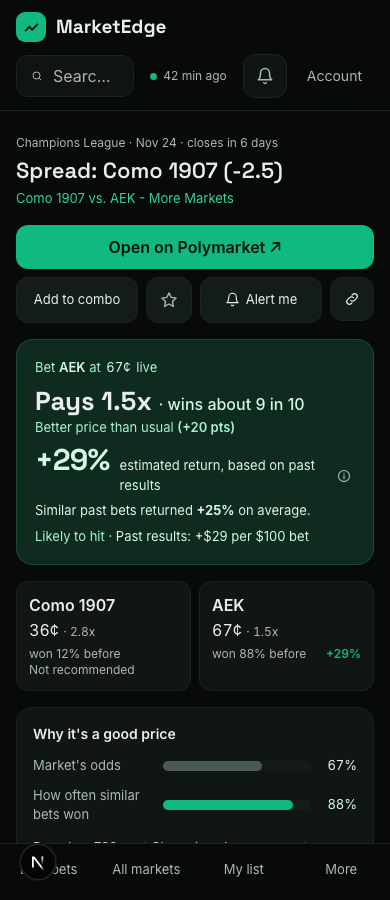 MarketEdge
Searc...
42 min ago
Account
Champions League · Nov 24 · closes in 6 days
Spread: Como 1907 (-2.5)
Como 1907 vs. AEK - More Markets
Open on Polymarket ↗
Add to combo
Alert me
Bet AEK at 67¢ live
Pays 1.5x · wins about 9 in 10
Better price than usual (+20 pts)
+29% estimated return, based on past
results
Similar past bets returned +25% on average.
Likely to hit · Past results: +$29 per $100 bet
Como 1907
36¢ · 2.8x
won 12% before
Not recommended
AEK
67¢ · 1.5x
won 88% before +29%
Why it's a good price
Market's odds 67%
How often similar
bets won 88%
N
bets
All markets
My list
More